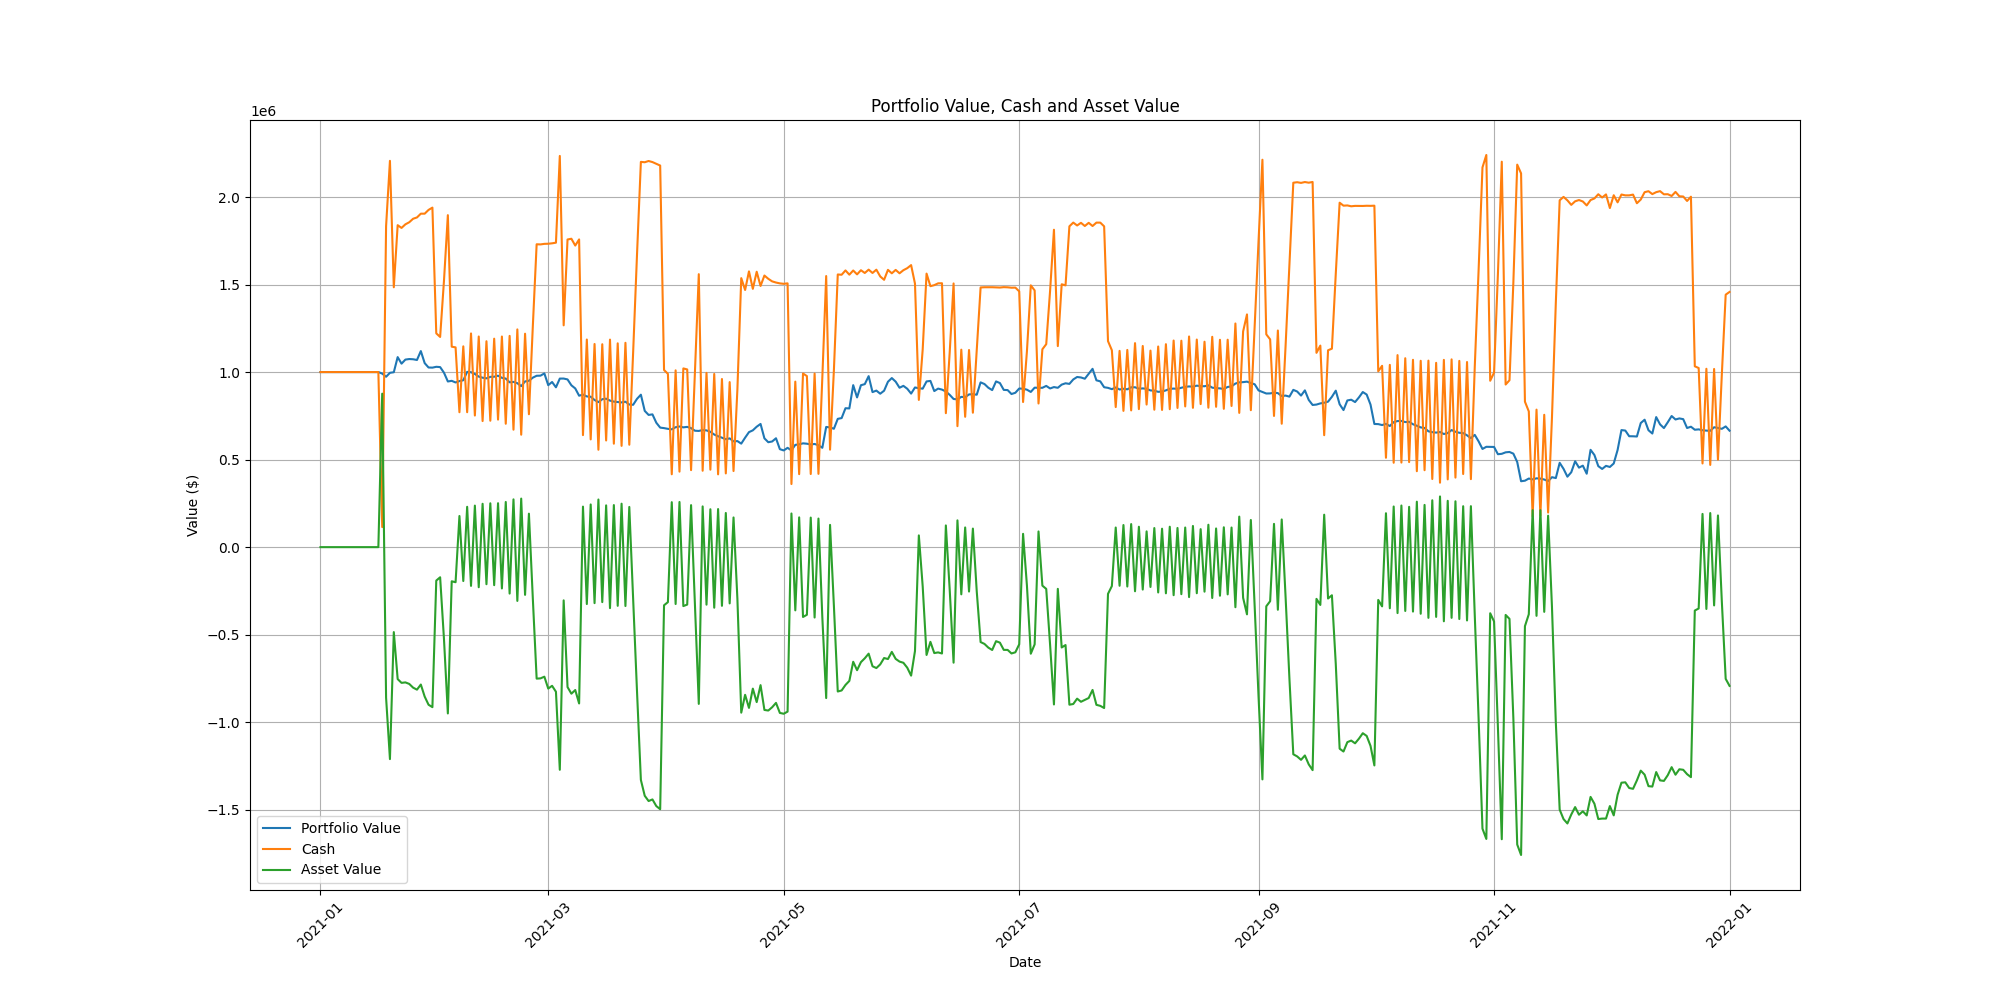 Portfolio Value, Cash and Asset Value
1e6
2.0
1.5
1.0
0.5
0.0
−0.5
−1.0
−1.5
Value ($)
Portfolio Value
Cash
Asset Value
2021-01
2021-03
2021-05
2021-07
2021-09
2021-11
2022-01
Date